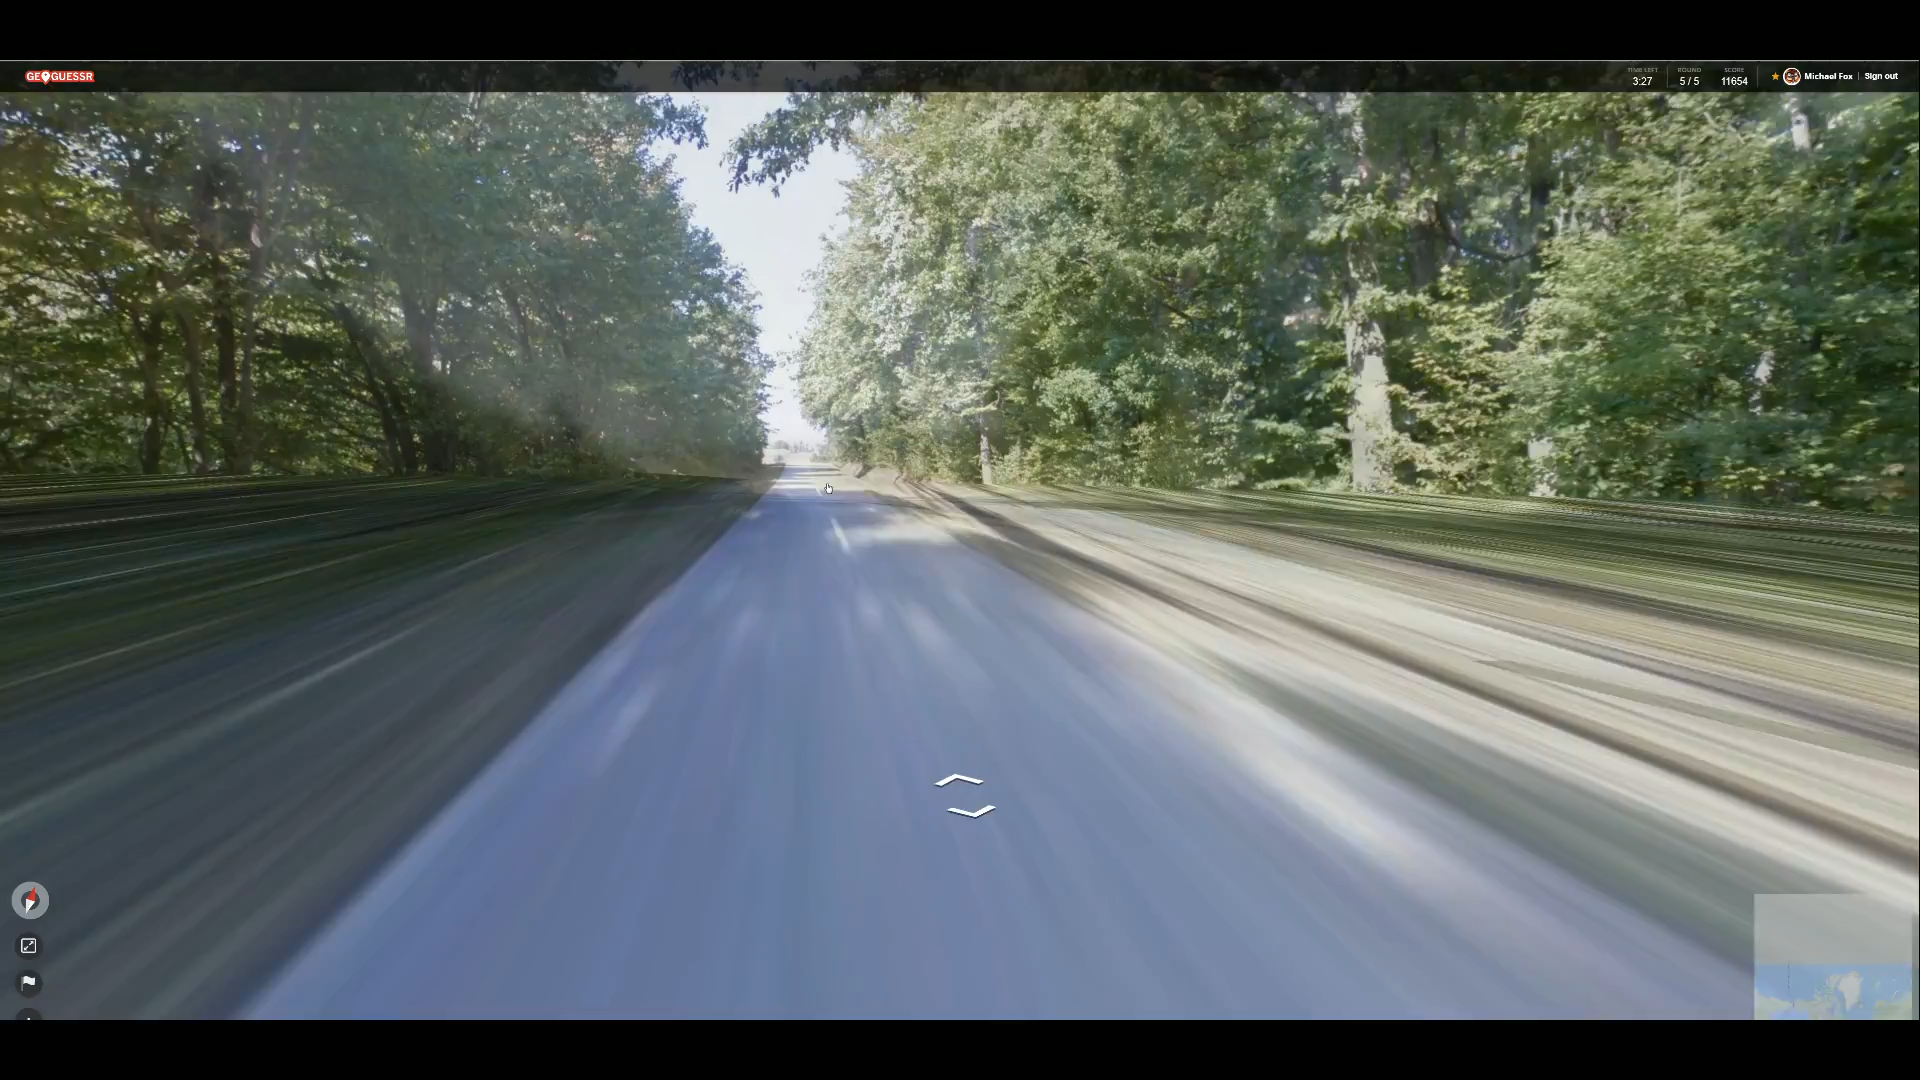 GEOGUESSR
TIME LEFT
3:27
ROUND
5 / 5
SCORE
11654
Michael Fox | Sign out